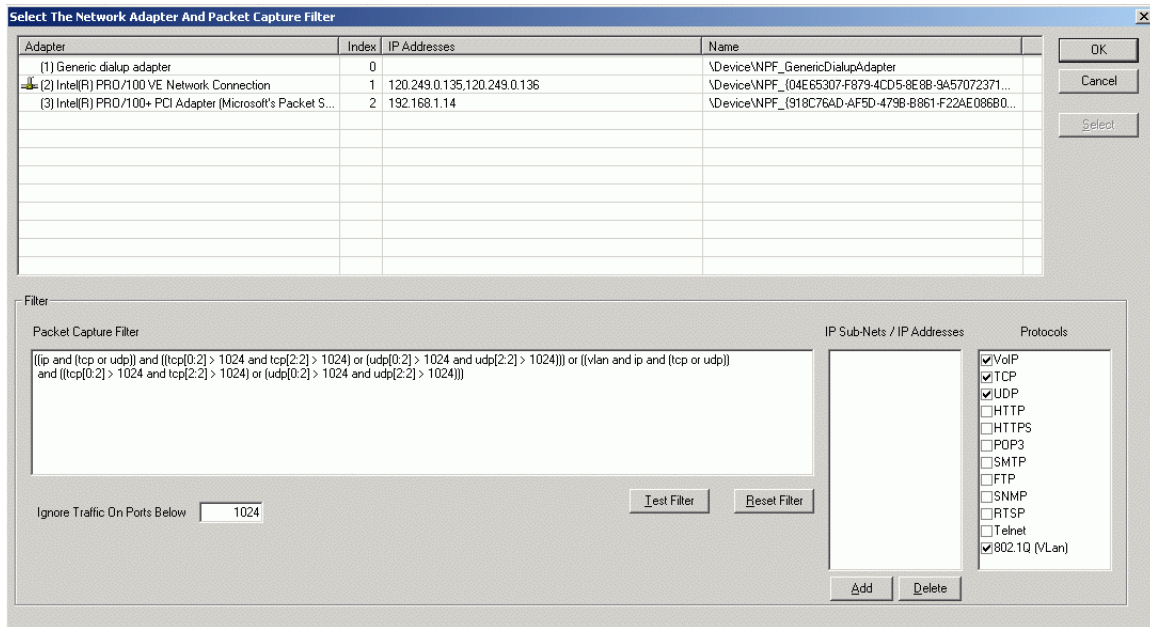 Select The Network Adapter And Packet Capture Filter
Adapter Index IP Addresses Name
(1) Generic dialup adapter 0 \Device\NPF_GenericDialupAdapter
(2) Intel(R) PRO/100 VE Network Connection 1 120.249.0.135,120.249.0.136 \Device\NPF_{04E65307-F879-4CD5-8E8B-9A57072371...
(3) Intel(R) PRO/100+ PCI Adapter (Microsoft's Packet S... 2 192.168.1.14 \Device\NPF_{918C76AD-AF5D-479B-B861-F22AE086B0...
OK
Cancel
Select
Filter
Packet Capture Filter
((ip and (tcp or udp)) and ((tcp[0:2] > 1024 and tcp[2:2] > 1024) or (udp[0:2] > 1024 and udp[2:2] > 1024))) or ((vlan and ip and (tcp or udp))
and ((tcp[0:2] > 1024 and tcp[2:2] > 1024) or (udp[0:2] > 1024 and udp[2:2] > 1024)))
Ignore Traffic On Ports Below 1024
Test Filter
Reset Filter
IP Sub-Nets / IP Addresses
Add
Delete
Protocols
VoIP
TCP
UDP
HTTP
HTTPS
POP3
SMTP
FTP
SNMP
RTSP
Telnet
802.1Q (VLan)